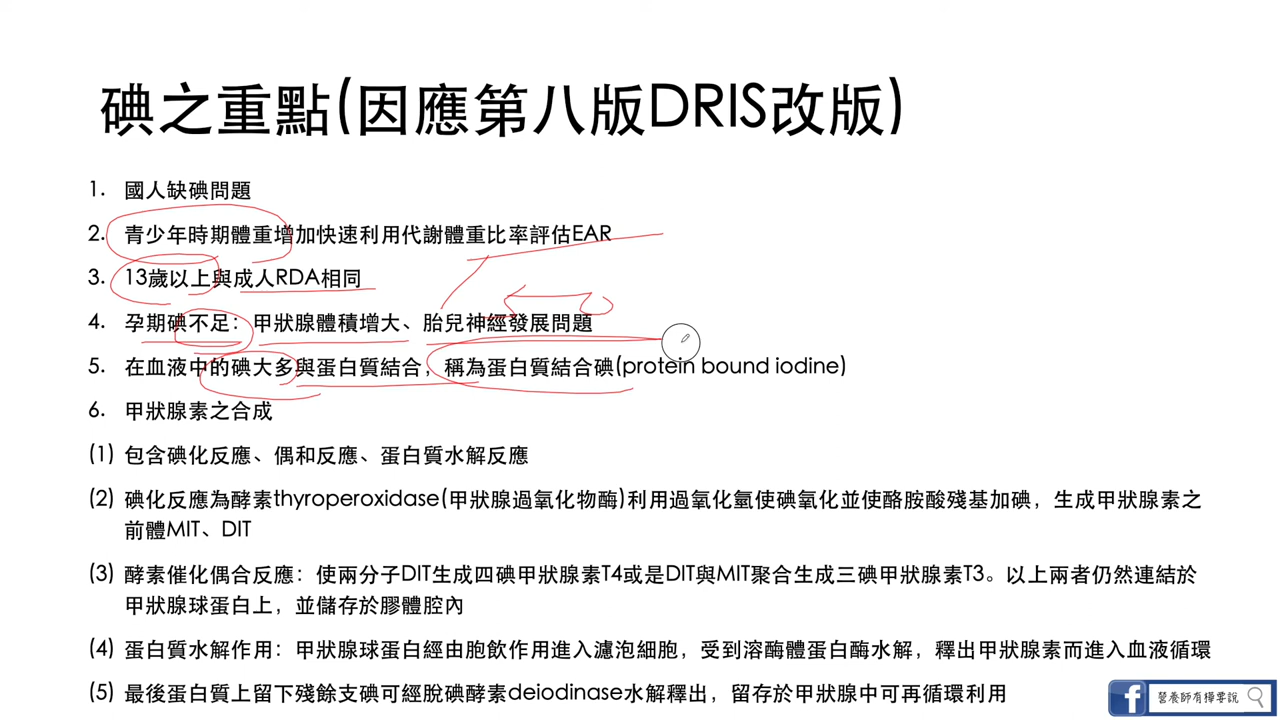 碘之重點(因應第八版DRIS改版)
1. 國人缺碘問題
2. 青少年時期體重增加快速利用代謝體重比率評估EAR
3. 13歲以上與成人RDA相同
4. 孕期碘不足：甲狀腺體積增大、胎兒神經發展問題
5. 在血液中的碘大多與蛋白質結合，稱為蛋白質結合碘(protein bound iodine)
6. 甲狀腺素之合成
(1) 包含碘化反應、偶和反應、蛋白質水解反應
(2) 碘化反應為酵素thyroperoxidase(甲狀腺過氧化物酶)利用過氧化氫使碘氧化並使酪胺酸殘基加碘，生成甲狀腺素之
前體MIT、DIT
(3) 酵素催化偶合反應：使兩分子DIT生成四碘甲狀腺素T4或是DIT與MIT聚合生成三碘甲狀腺素T3。以上兩者仍然連結於
甲狀腺球蛋白上，並儲存於膠體腔內
(4) 蛋白質水解作用：甲狀腺球蛋白經由胞飲作用進入濾泡細胞，受到溶酶體蛋白酶水解，釋出甲狀腺素而進入血液循環
(5) 最後蛋白質上留下殘餘支碘可經脫碘酵素deiodinase水解釋出，留存於甲狀腺中可再循環利用
f 營養師有揮要說